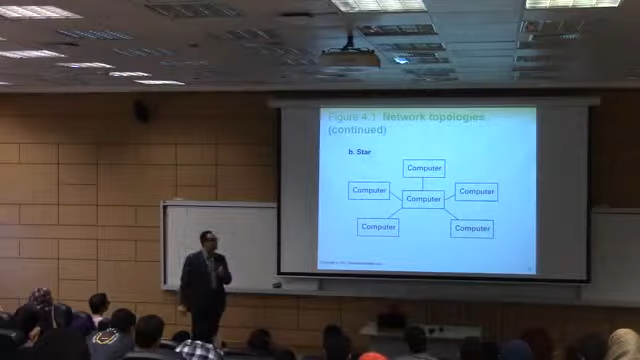 Figure 4.1 Network topologies
(continued)
b. Star
Computer
Computer
Computer
Computer
Computer
Computer